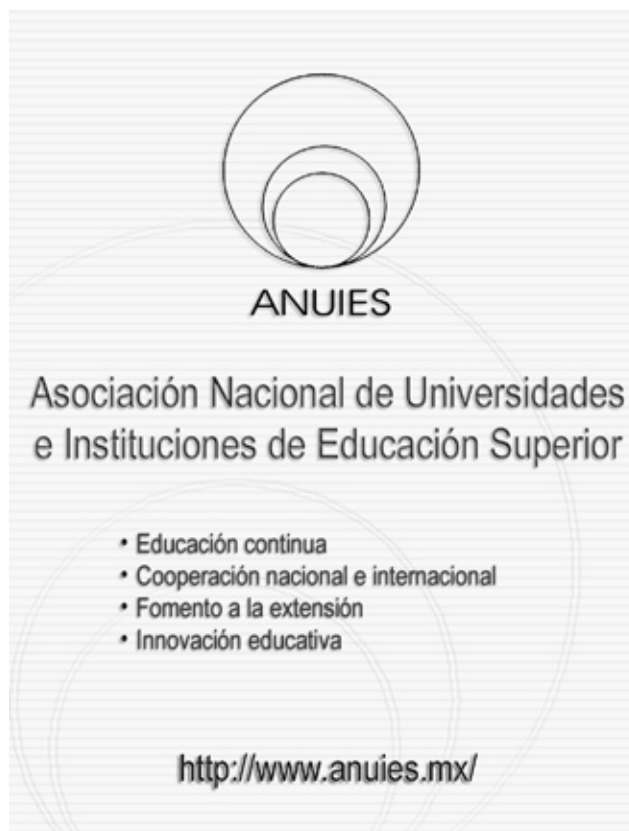 ANUIES
Asociación Nacional de Universidades
e Instituciones de Educación Superior
• Educación continua
• Cooperación nacional e internacional
• Fomento a la extensión
• Innovación educativa
http://www.anuies.mx/